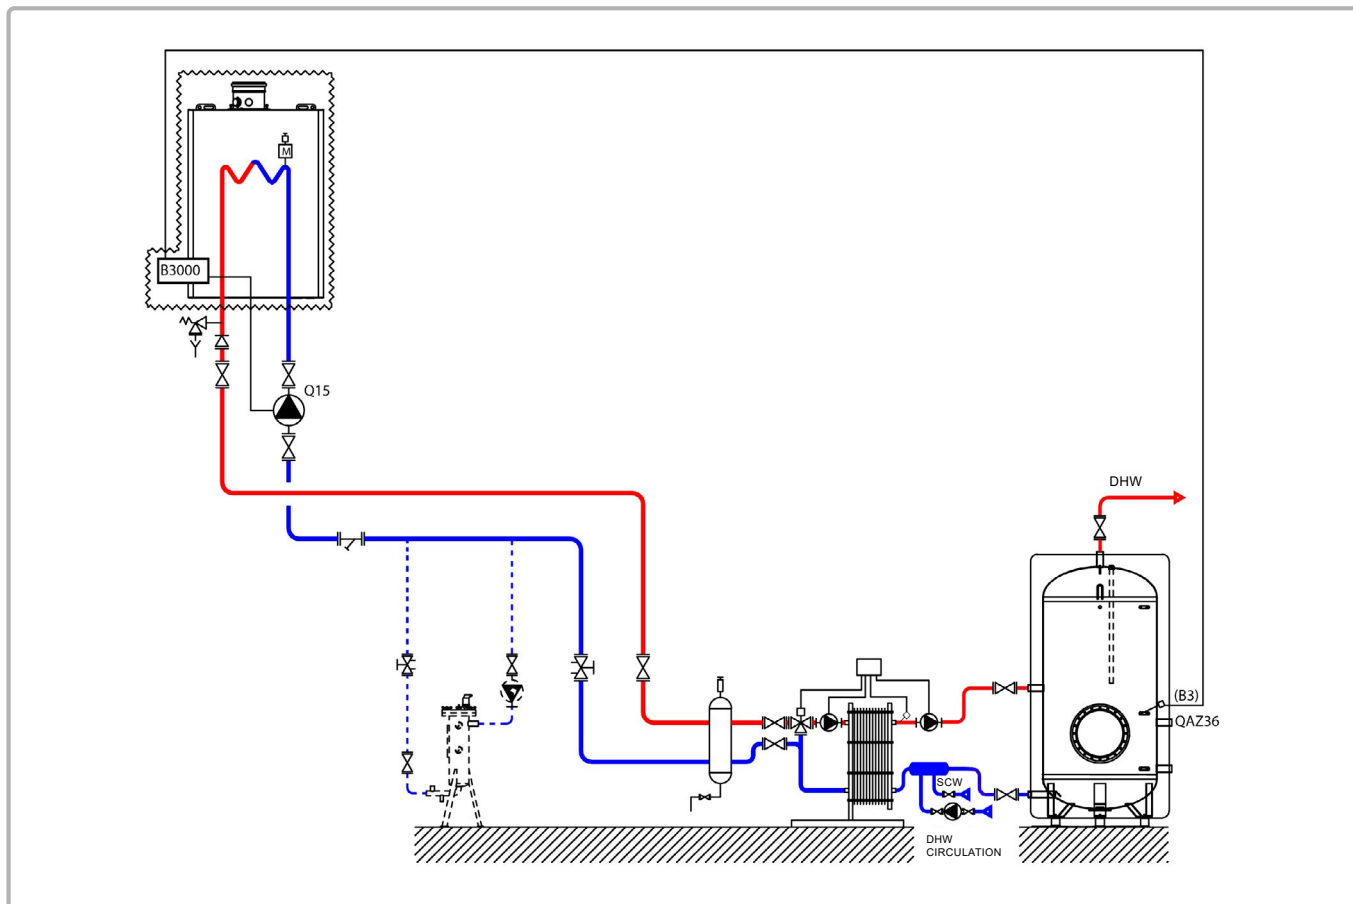 M
B3000
Q15
DHW
(B3)
QAZ36
SCW
DHW
CIRCULATION